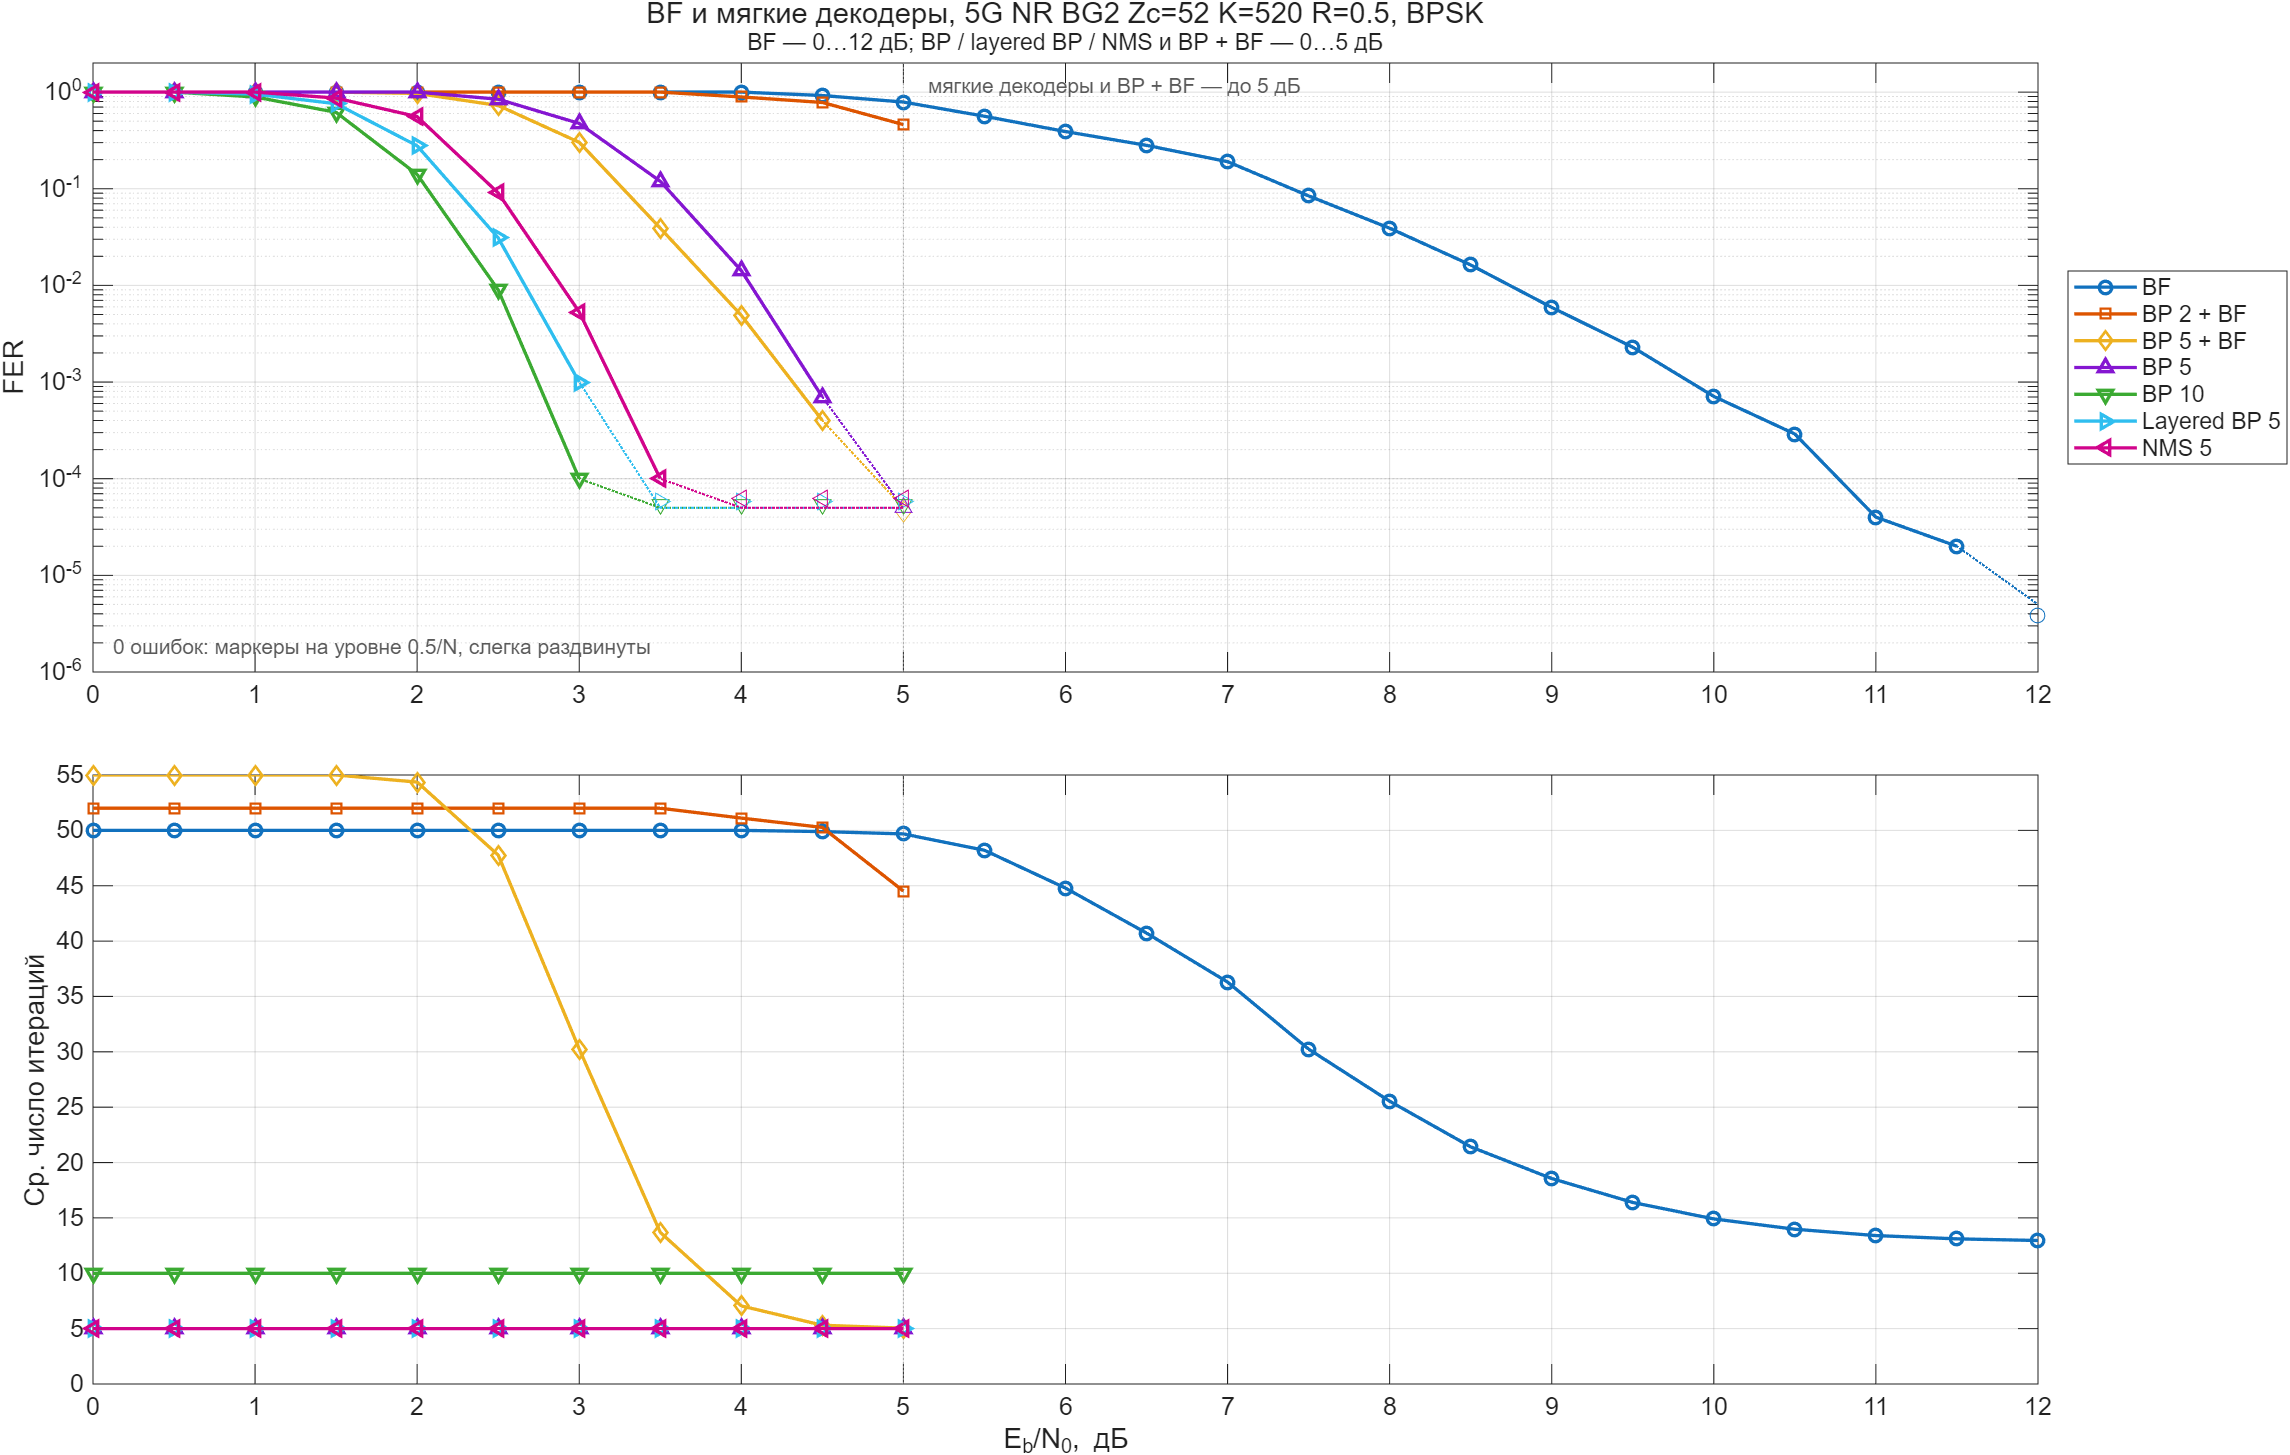 BF и мягкие декодеры, 5G NR BG2 Zc=52 K=520 R=0.5, BPSK
BF — 0…12 дБ; BP / layered BP / NMS и BP + BF — 0…5 дБ
мягкие декодеры и BP + BF — до 5 дБ
FER
10^0
10^-1
10^-2
10^-3
10^-4
10^-5
10^-6
0 ошибок: маркеры на уровне 0.5/N, слегка раздвинуты
0 1 2 3 4 5 6 7 8 9 10 11 12
BF
BP 2 + BF
BP 5 + BF
BP 5
BP 10
Layered BP 5
NMS 5
Ср. число итераций
55
50
45
40
35
30
25
20
15
10
5
0
0 1 2 3 4 5 6 7 8 9 10 11 12
E_b/N_0, дБ